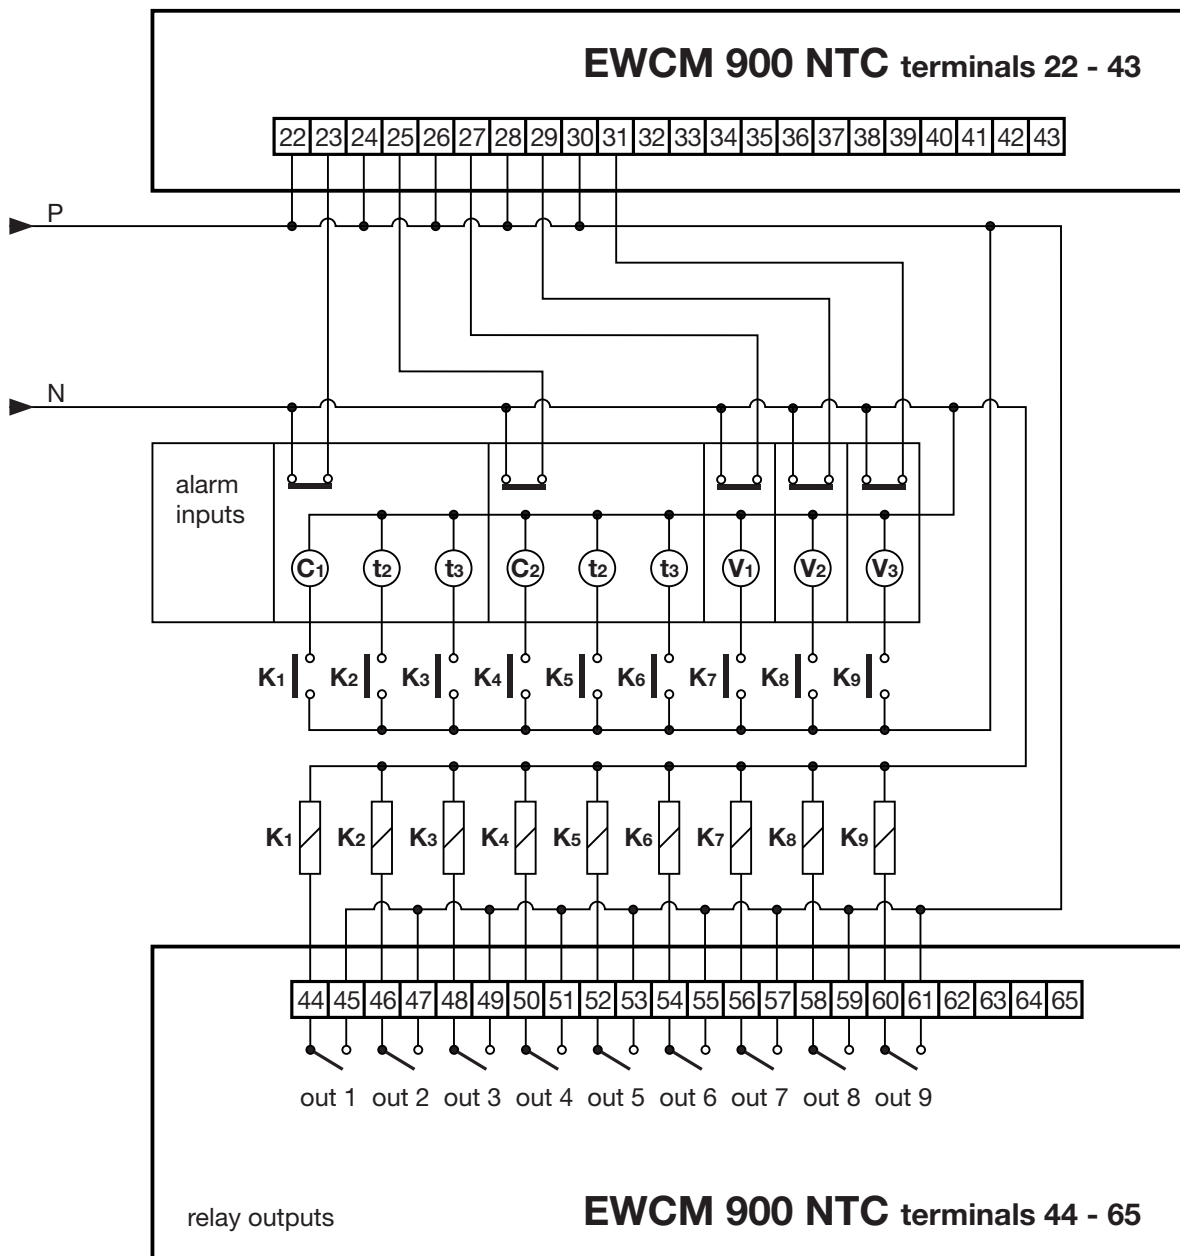 EWCM 900 NTC terminals 22 - 43
22 23 24 25 26 27 28 29 30 31 32 33 34 35 36 37 38 39 40 41 42 43
P
N
alarm
inputs
C1 t2 t3 C2 t2 t3 V1 V2 V3
K1 K2 K3 K4 K5 K6 K7 K8 K9
K1 K2 K3 K4 K5 K6 K7 K8 K9
44 45 46 47 48 49 50 51 52 53 54 55 56 57 58 59 60 61 62 63 64 65
out 1 out 2 out 3 out 4 out 5 out 6 out 7 out 8 out 9
relay outputs
EWCM 900 NTC terminals 44 - 65